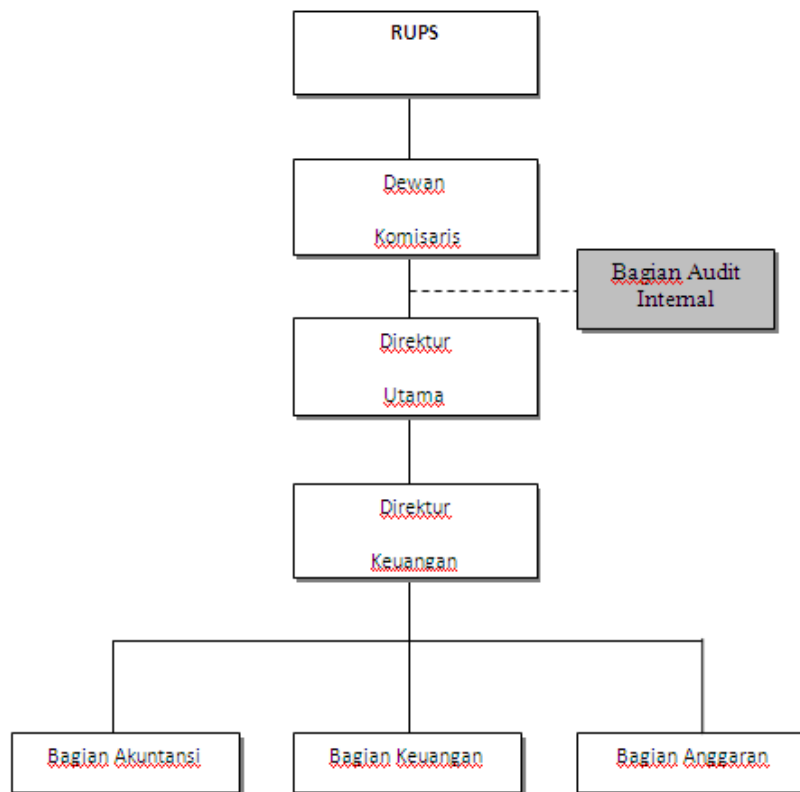 RUPS
Dewan
Komisaris
Bagian Audit
Internal
Direktur
Utama
Direktur
Keuangan
Bagian Akuntansi
Bagian Keuangan
Bagian Anggaran